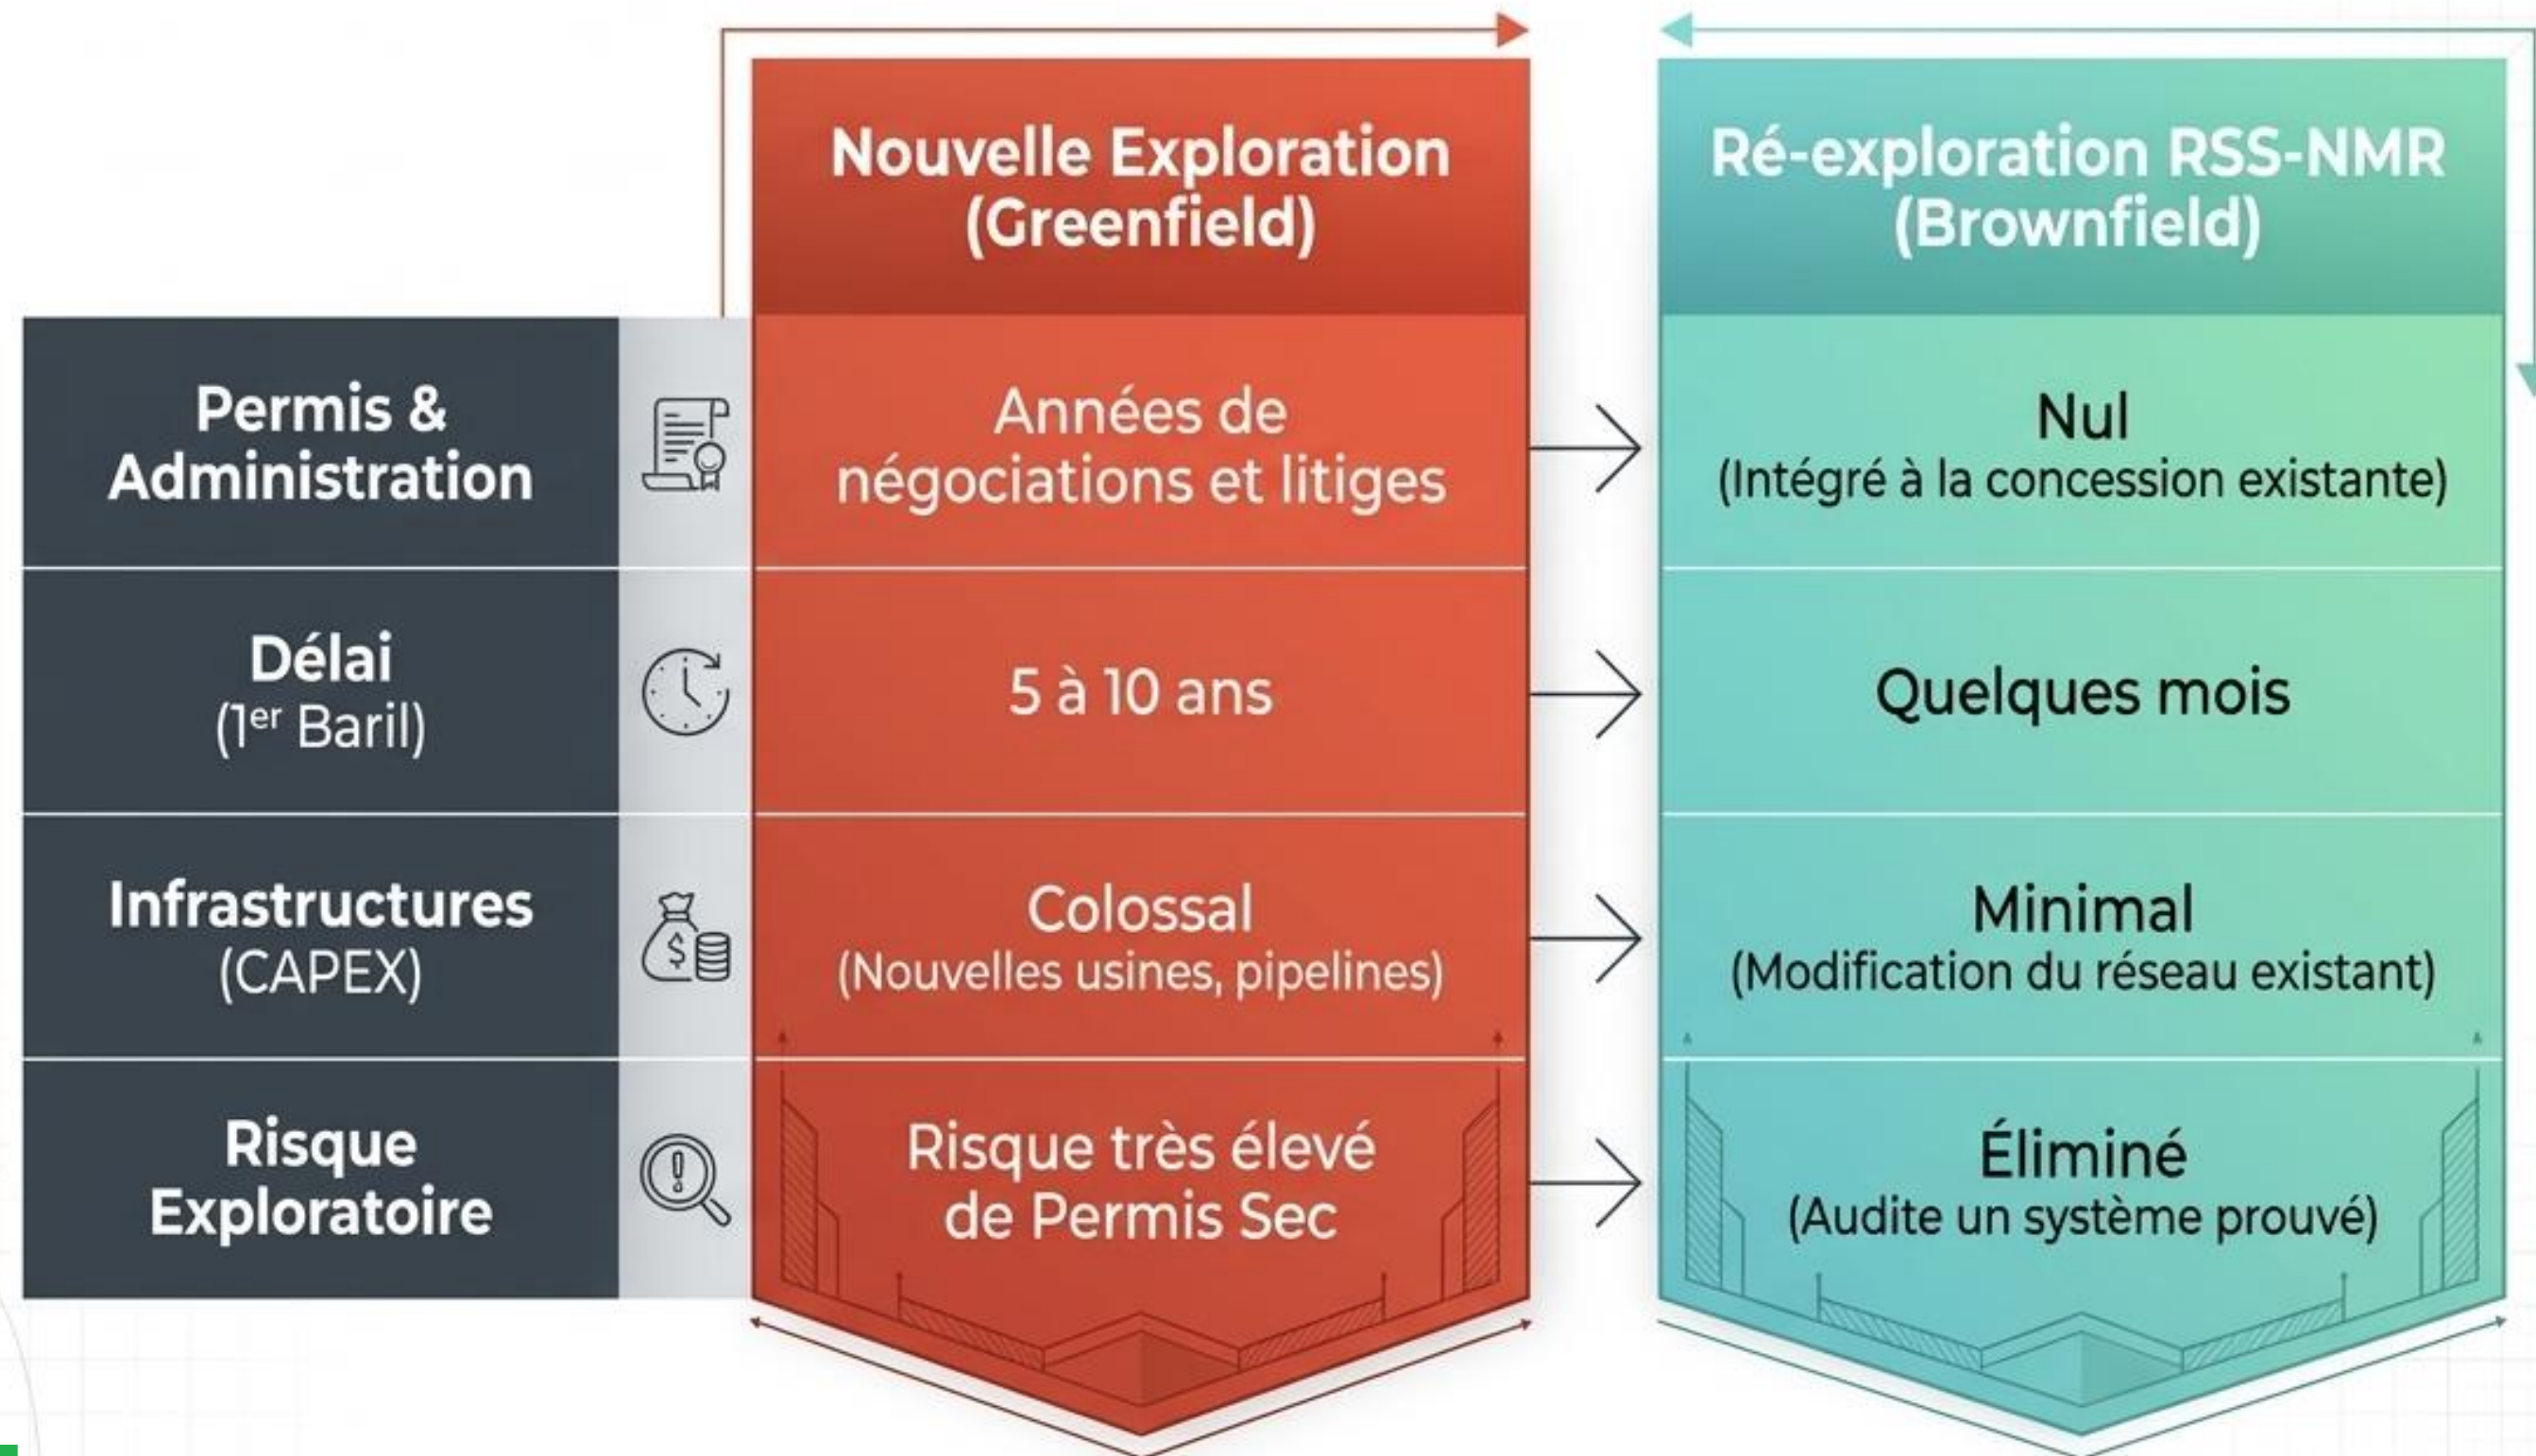 Nouvelle Exploration
(Greenfield)
Ré-exploration RSS-NMR
(Brownfield)
Permis &
Administration
Années de
négociations et litiges
Nul
(Intégré à la concession existante)
Délai
(1er Baril)
5 à 10 ans
Quelques mois
Infrastructures
(CAPEX)
$
Colossal
(Nouvelles usines, pipelines)
Minimal
(Modification du réseau existant)
Risque
Exploratoire
!
Risque très élevé
de Permis Sec
Éliminé
(Audite un système prouvé)